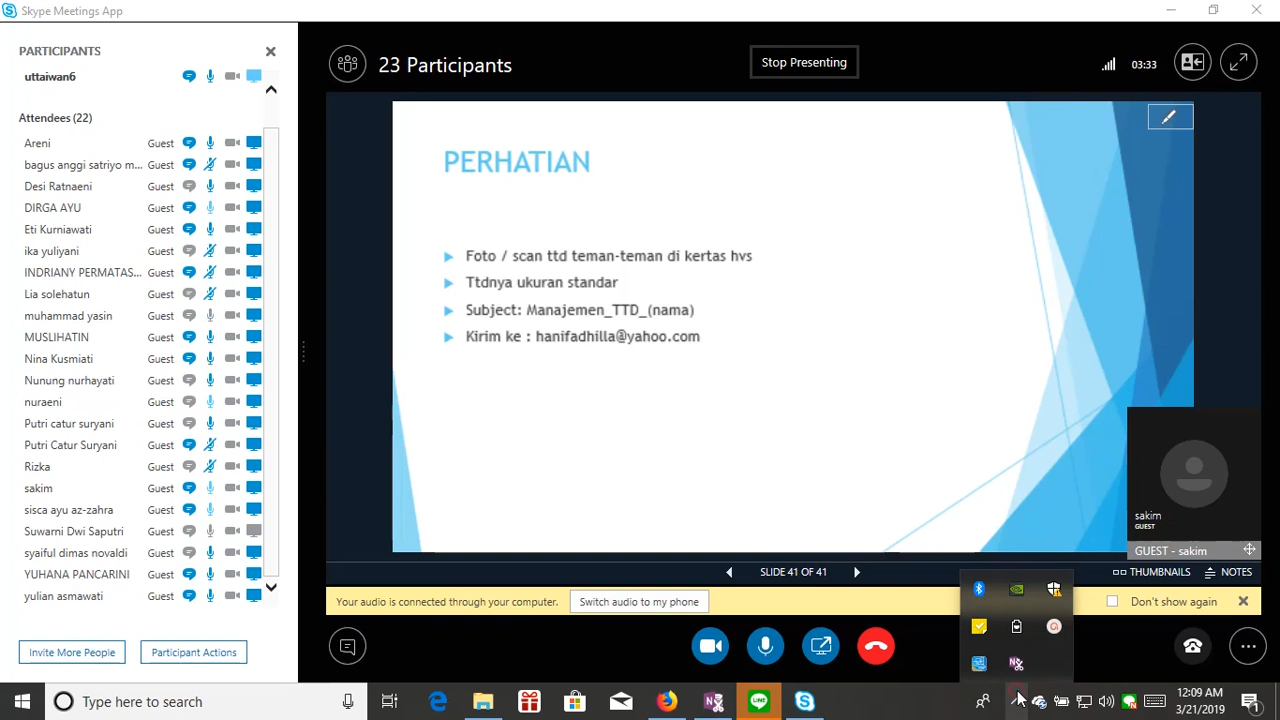 Skype Meetings App
PARTICIPANTS
uttaiwan6
Attendees (22)
Areni Guest
bagus anggi satriyo m... Guest
Desi Ratnaeni Guest
DIRGA AYU Guest
Eti Kurniawati Guest
ika yuliyani Guest
INDRIANY PERMATAS... Guest
Lia solehatun Guest
muhammad yasin Guest
MUSLIHATIN Guest
Nina Kusmiati Guest
Nunung nurhayati Guest
nuraeni Guest
Putri catur suryani Guest
Putri Catur Suryani Guest
Rizka Guest
sakim Guest
sisca ayu az-zahra Guest
Suwarni Dwi Saputri Guest
syaiful dimas novaldi Guest
YUHANA PANCARINI Guest
yulian asmawati Guest
Invite More People
Participant Actions
23 Participants
Stop Presenting
03:33
PERHATIAN
Foto / scan ttd teman-teman di kertas hvs
Ttdnya ukuran standar
Subject: Manajemen_TTD_(nama)
Kirim ke : hanifadhilla@yahoo.com
sakim
GUEST
GUEST - sakim
SLIDE 41 OF 41
THUMBNAILS
NOTES
Your audio is connected through your computer.
Switch audio to my phone
Don't show again
Type here to search
12:09 AM
3/21/2019